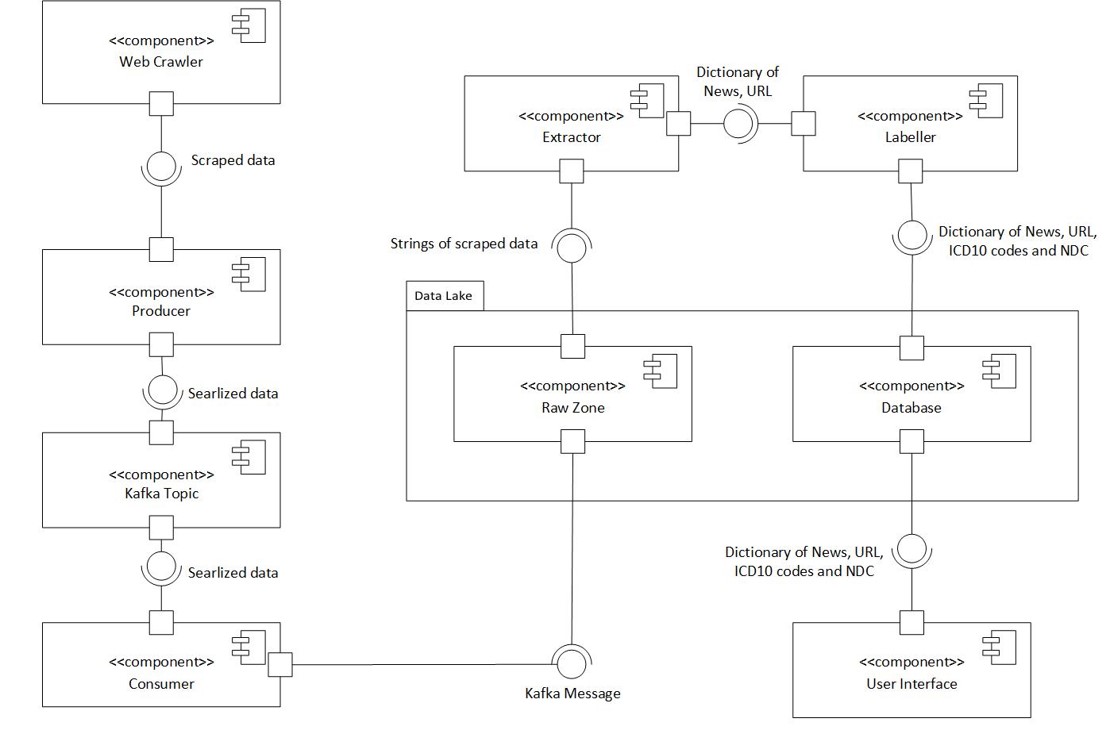 <<component>>
Web Crawler
Scraped data
<<component>>
Producer
Searlized data
<<component>>
Kafka Topic
Searlized data
<<component>>
Consumer
Kafka Message
<<component>>
Extractor
Dictionary of
News, URL
<<component>>
Labeller
Strings of scraped data
Dictionary of News, URL,
ICD10 codes and NDC
Data Lake
<<component>>
Raw Zone
<<component>>
Database
Dictionary of News, URL,
ICD10 codes and NDC
<<component>>
User Interface